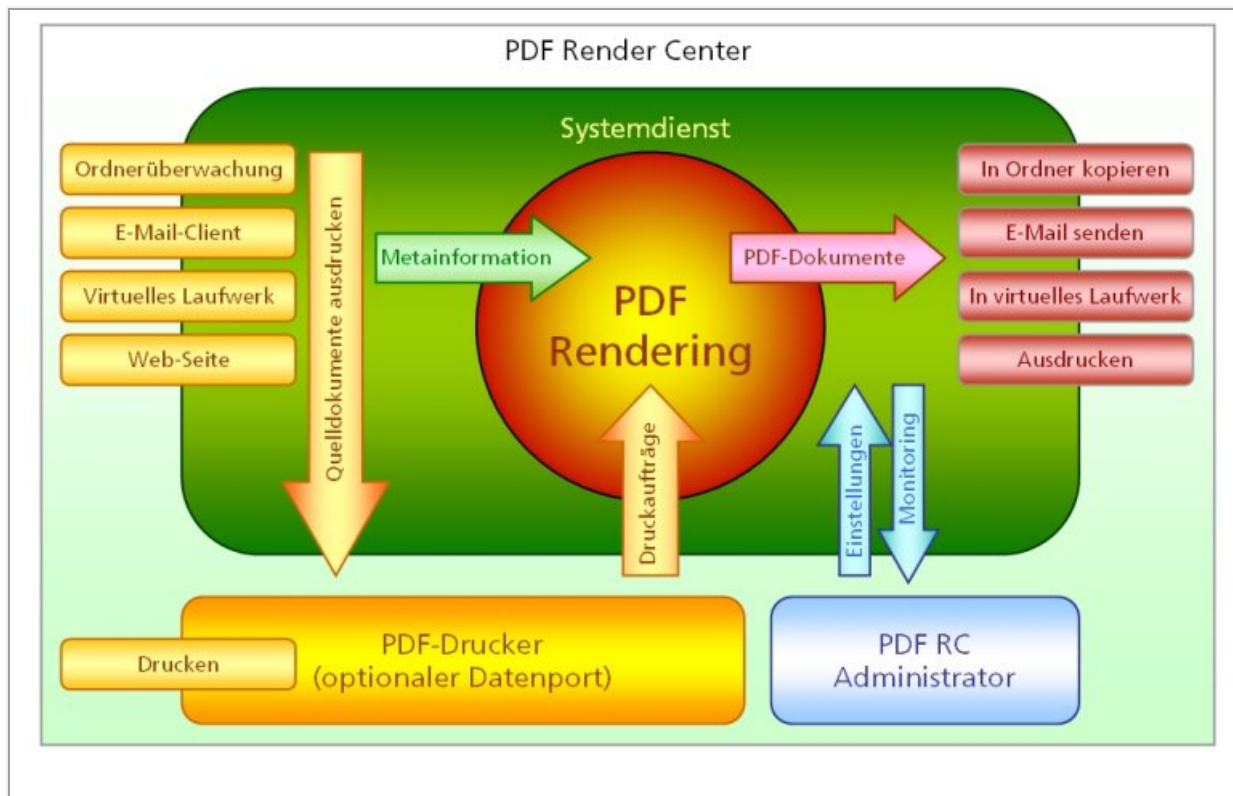 PDF Render Center
Systemdienst
Ordnerüberwachung
E-Mail-Client
Virtuelles Laufwerk
Web-Seite
Quelldokumente ausdrucken
Metainformation
PDF
Rendering
PDF-Dokumente
In Ordner kopieren
E-Mail senden
In virtuelles Laufwerk
Ausdrucken
Druckaufträge
Einstellungen
Monitoring
Drucken
PDF-Drucker
(optionaler Datenport)
PDF RC
Administrator